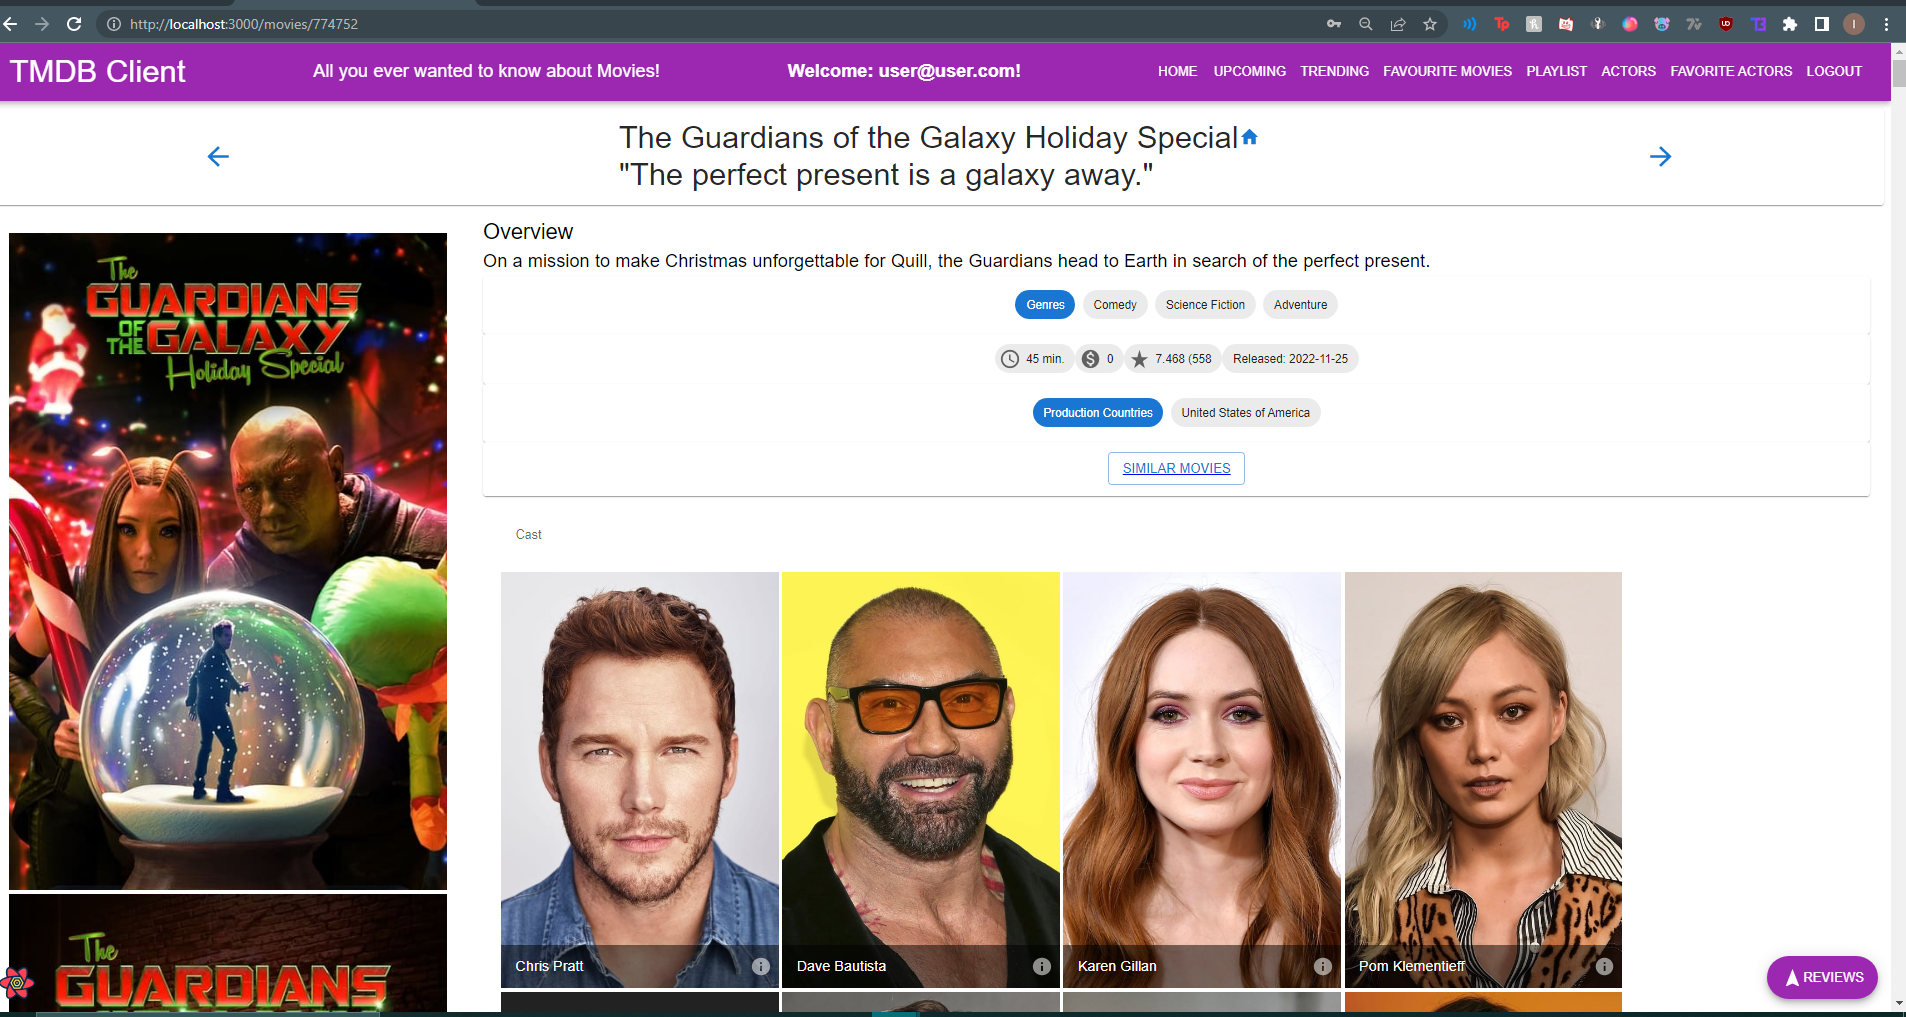 http://localhost:3000/movies/774752
TMDB Client
All you ever wanted to know about Movies!
Welcome: user@user.com!
HOME UPCOMING TRENDING FAVOURITE MOVIES PLAYLIST ACTORS FAVORITE ACTORS LOGOUT
The Guardians of the Galaxy Holiday Special
"The perfect present is a galaxy away."
Overview
On a mission to make Christmas unforgettable for Quill, the Guardians head to Earth in search of the perfect present.
Genres Comedy Science Fiction Adventure
45 min. 0 7.468 (558 Released: 2022-11-25
Production Countries United States of America
SIMILAR MOVIES
Cast
The
GUARDIANS
OF THE GALAXY
Holiday Special
Chris Pratt
Dave Bautista
Karen Gillan
Pom Klementieff
The
GUARDIANS
REVIEWS